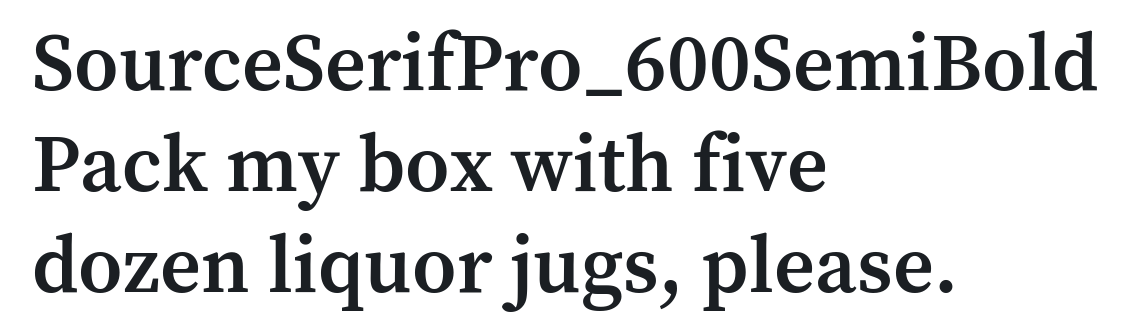 SourceSerifPro_600SemiBold
Pack my box with five
dozen liquor jugs, please.